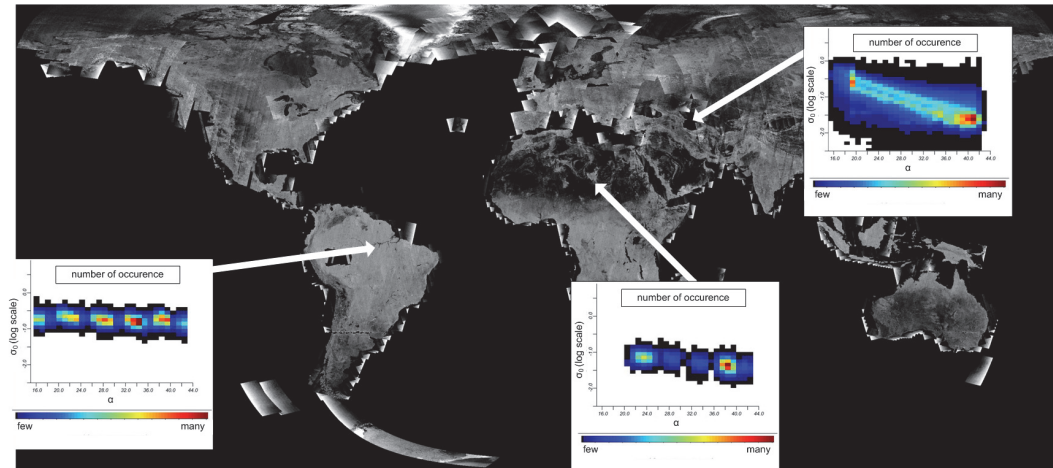 number of occurence
σ₀ (log scale)
0.0
-1.0
-2.0
16.0 20.0 24.0 28.0 32.0 36.0 40.0 44.0
α
few many
number of occurence
σ₀ (log scale)
0.0
-1.0
-2.0
16.0 20.0 24.0 28.0 32.0 36.0 40.0 44.0
α
few many
number of occurence
σ₀ (log scale)
0.0
-1.0
-2.0
20.0 24.0 28.0 32.0 36.0 40.0 44.0
α
few many